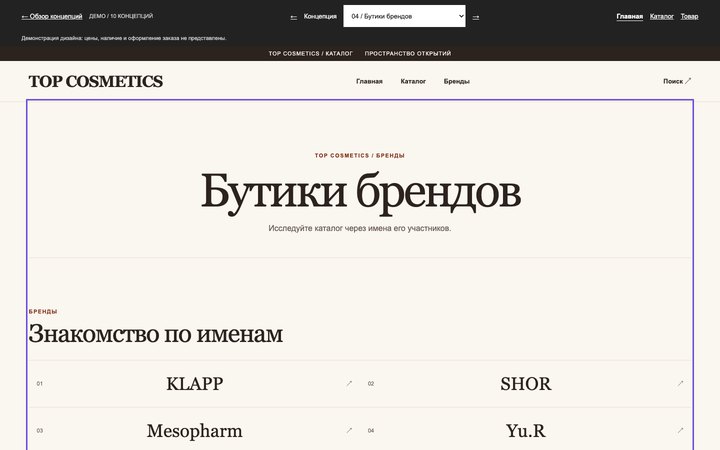 ← Обзор концепций ДЕМО / 10 КОНЦЕПЦИЙ ← Концепция 04 / Бутики брендов → Главная Каталог Товар
Демонстрация дизайна: цены, наличие и оформление заказа не представлены.
TOP COSMETICS / КАТАЛОГ ПРОСТРАНСТВО ОТКРЫТИЙ
TOP COSMETICS Главная Каталог Бренды Поиск ↗
TOP COSMETICS / БРЕНДЫ
Бутики брендов
Исследуйте каталог через имена его участников.
БРЕНДЫ
Знакомство по именам
01 KLAPP ↗ 02 SHOR ↗
03 Mesopharm ↗ 04 Yu.R ↗